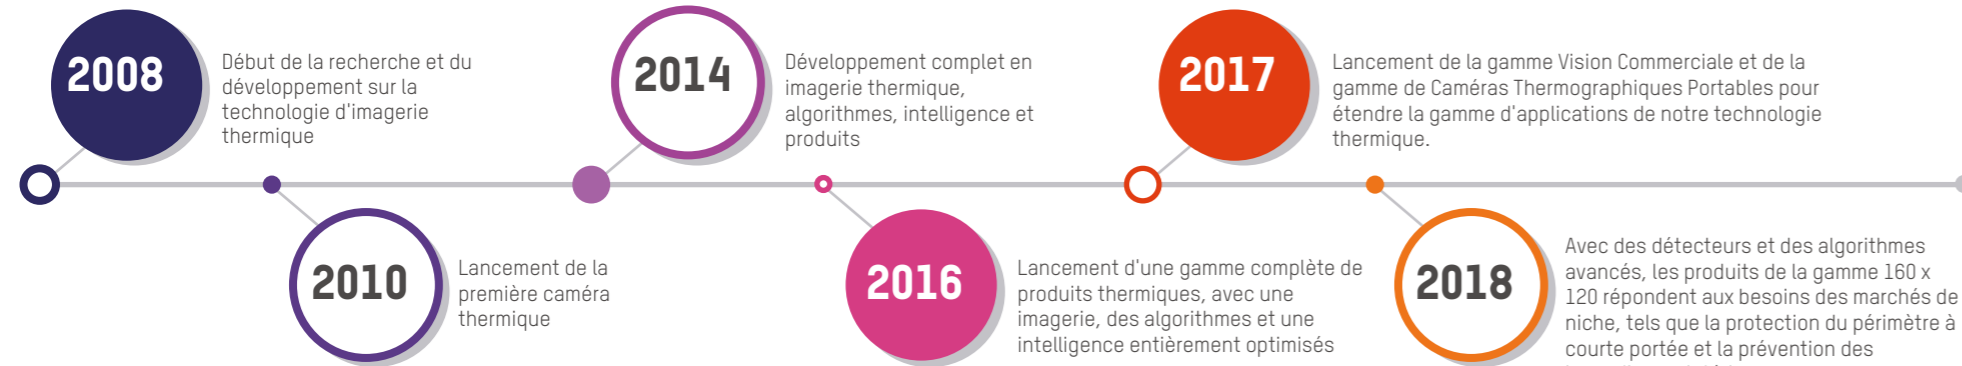 2008
Début de la recherche et du
développement sur la
technologie d'imagerie
thermique
2010
Lancement de la
première caméra
thermique
2014
Développement complet en
imagerie thermique,
algorithmes, intelligence et
produits
2016
Lancement d'une gamme complète de
produits thermiques, avec une
imagerie, des algorithmes et une
intelligence entièrement optimisés
2017
Lancement de la gamme Vision Commerciale et de la
gamme de Caméras Thermographiques Portables pour
étendre la gamme d'applications de notre technologie
thermique.
2018
Avec des détecteurs et des algorithmes
avancés, les produits de la gamme 160 x
120 répondent aux besoins des marchés de
niche, tels que la protection du périmètre à
courte portée et la prévention des